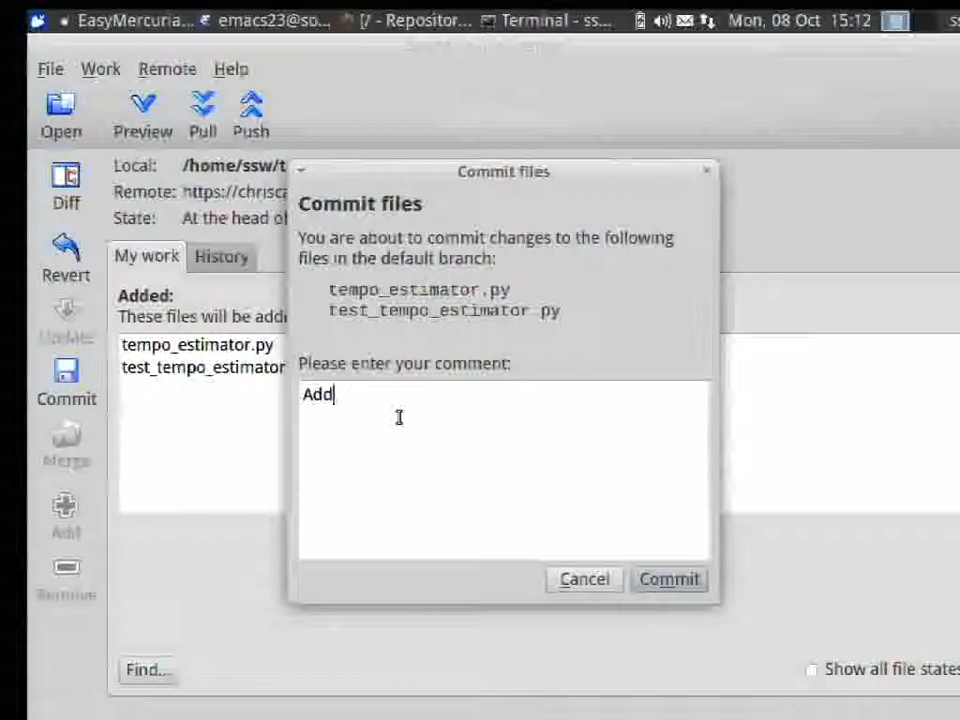 EasyMercuria... emacs23@so... [/ - Repositor... Terminal - ss... Mon, 08 Oct 15:12 ss
File Work Remote Help
Open Preview Pull Push
Local: /home/ssw/t
Remote: https://chrisca
State: At the head of
Diff
Revert
Update
Commit
Merge
Add
Remove
My work History
Added:
These files will be adde
tempo_estimator.py
test_tempo_estimator
Commit files
Commit files
You are about to commit changes to the following
files in the default branch:
tempo_estimator.py
test_tempo_estimator.py
Please enter your comment:
Add
Cancel Commit
Find... Show all file states